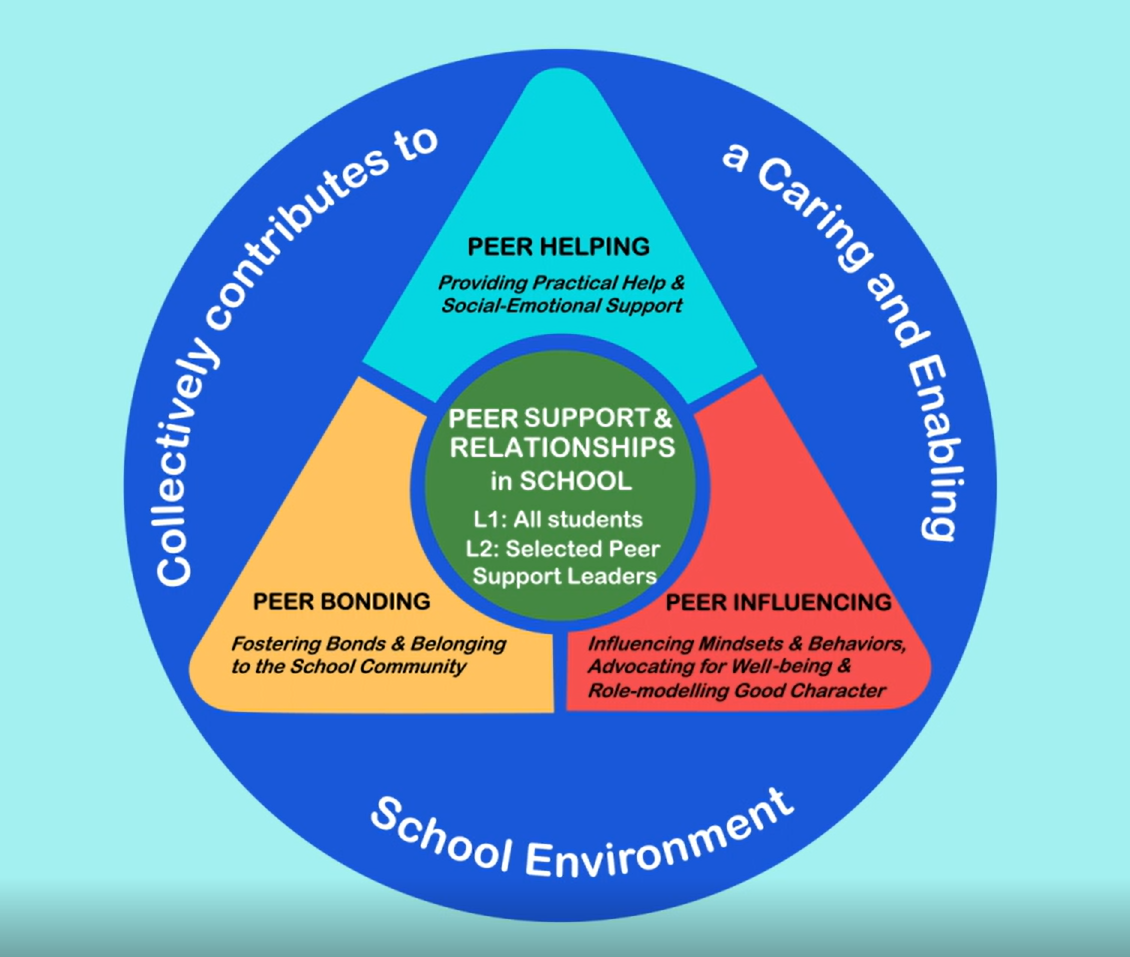 Collectively contributes to
a Caring and Enabling
School Environment
PEER HELPING
Providing Practical Help &
Social-Emotional Support
PEER SUPPORT &
RELATIONSHIPS
in SCHOOL
L1: All students
L2: Selected Peer
Support Leaders
PEER BONDING
Fostering Bonds & Belonging
to the School Community
PEER INFLUENCING
Influencing Mindsets & Behaviors,
Advocating for Well-being &
Role-modelling Good Character